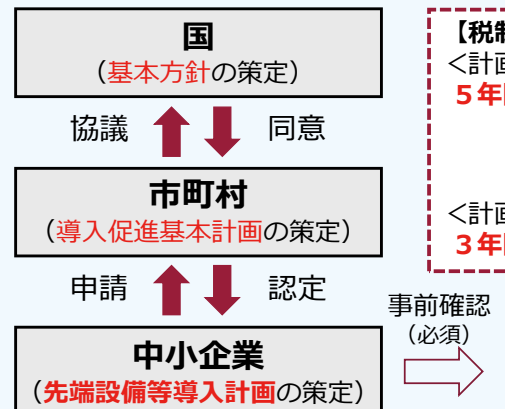 国
（基本方針の策定）
協議
同意
市町村
（導入促進基本計画の策定）
申請
認定
中小企業
（先端設備等導入計画の策定）
事前確認
（必須）
【税制
<計画
５年
<計画
３年